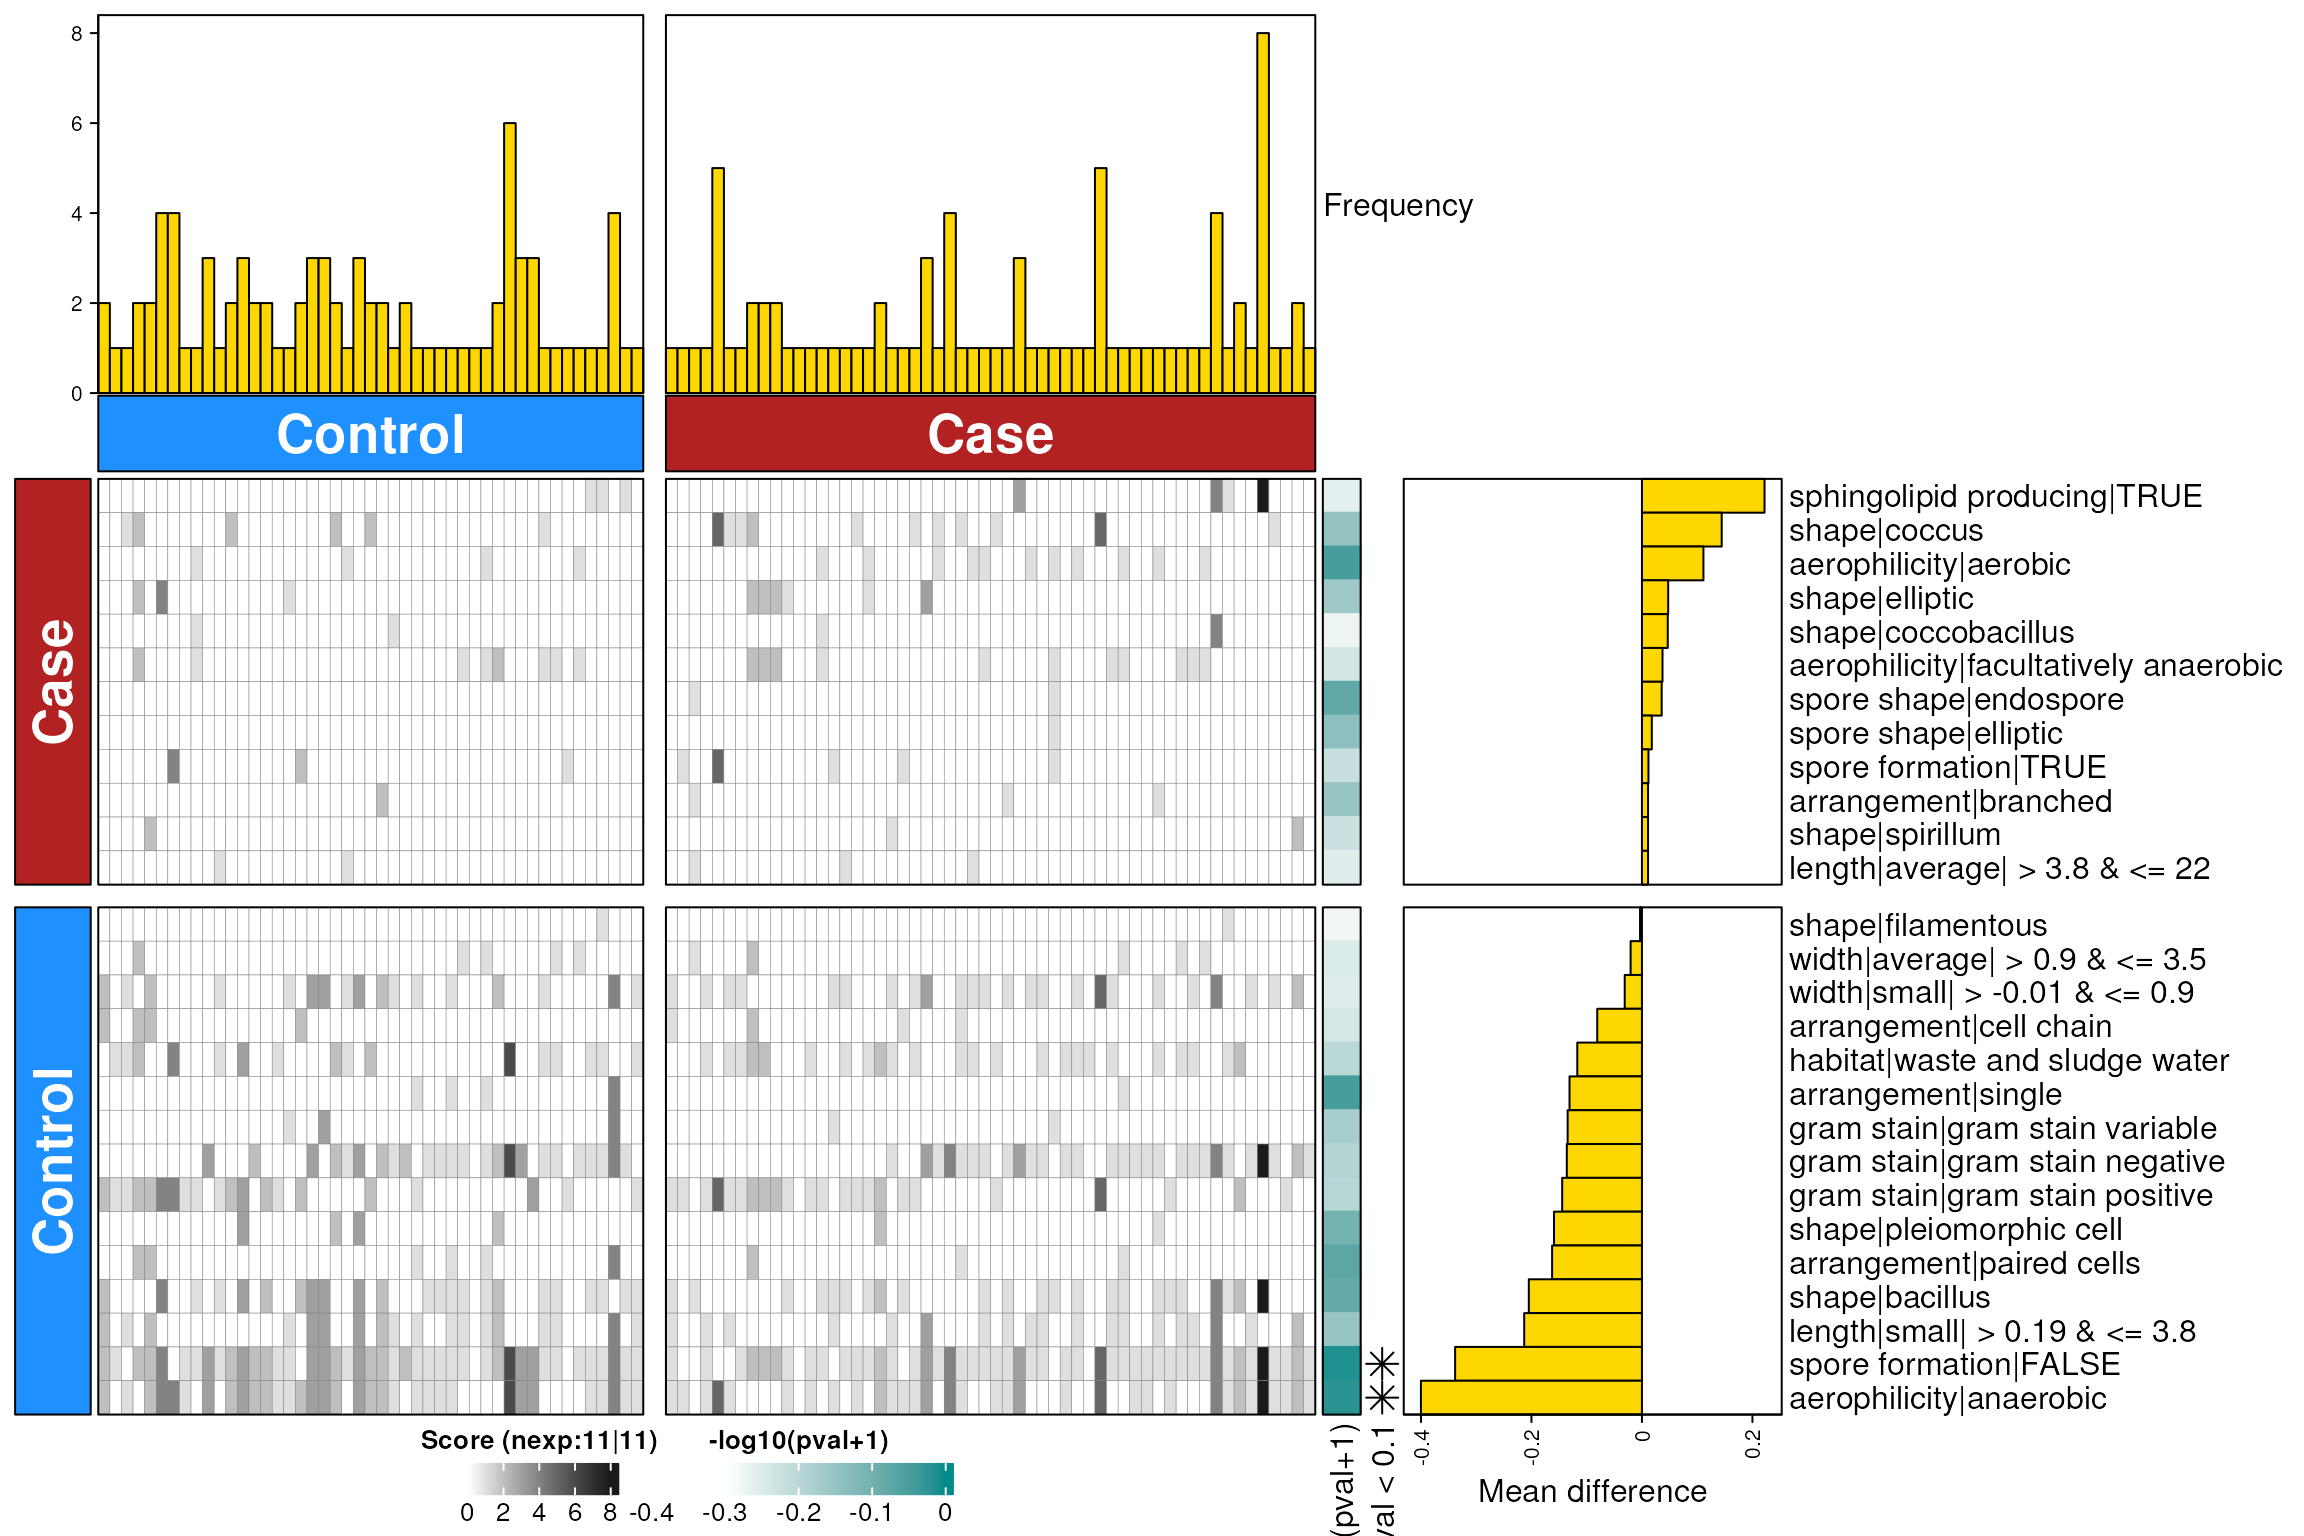 8
6
4
2
0
Frequency
Control
Case
Case
sphingolipid producing|TRUE
shape|coccus
aerophilicity|aerobic
shape|elliptic
shape|coccobacillus
aerophilicity|facultatively anaerobic
spore shape|endospore
spore shape|elliptic
spore formation|TRUE
arrangement|branched
shape|spirillum
length|average| > 3.8 & <= 22
Control
shape|filamentous
width|average| > 0.9 & <= 3.5
width|small| > -0.01 & <= 0.9
arrangement|cell chain
habitat|waste and sludge water
arrangement|single
gram stain|gram stain variable
gram stain|gram stain negative
gram stain|gram stain positive
shape|pleiomorphic cell
arrangement|paired cells
shape|bacillus
length|small| > 0.19 & <= 3.8
spore formation|FALSE
aerophilicity|anaerobic
(pval+1)
val < 0.1
-0.4 -0.2 0 0.2
Mean difference
Score (nexp:11|11)
0 2 4 6 8
-log10(pval+1)
-0.4 -0.3 -0.2 -0.1 0